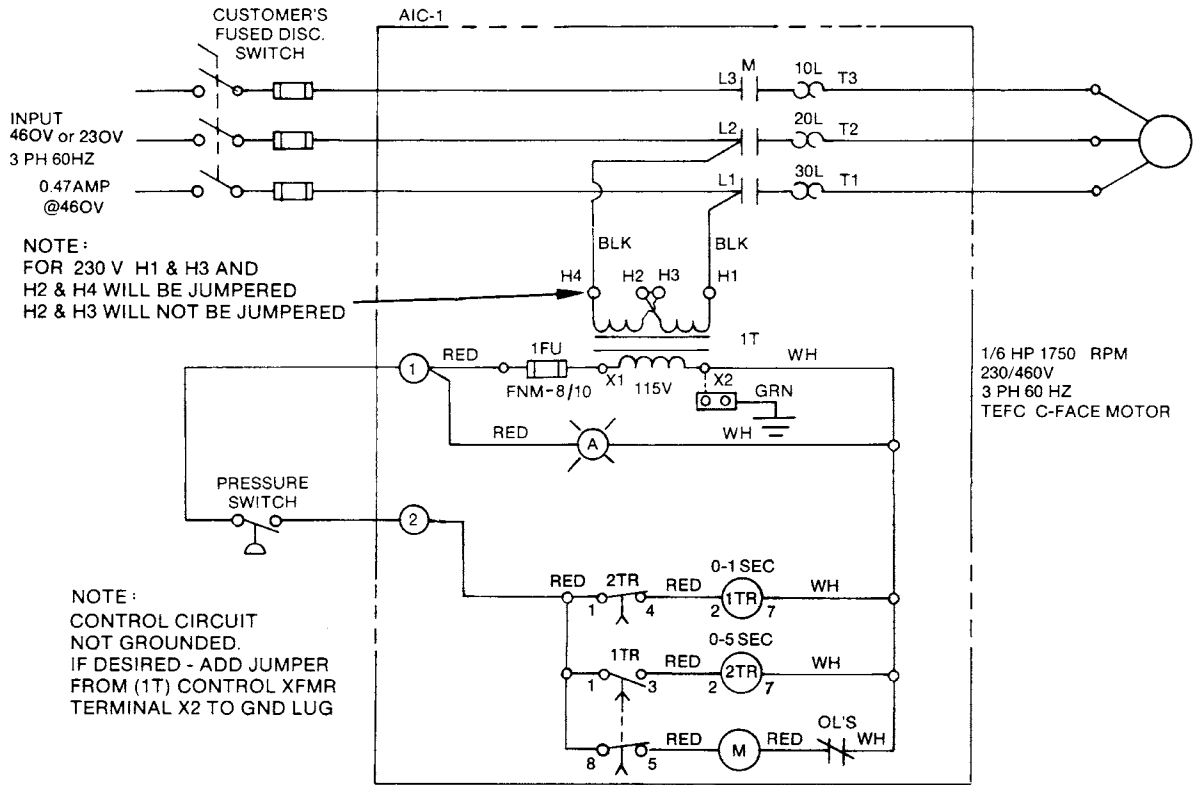 CUSTOMER'S
FUSED DISC.
SWITCH
AIC-1
M
L3
10L
T3
INPUT
460V or 230V
3 PH 60HZ
L2
20L
T2
0.47AMP
@460V
L1
30L
T1
NOTE:
FOR 230 V H1 & H3 AND
H2 & H4 WILL BE JUMPERED
H2 & H3 WILL NOT BE JUMPERED
BLK
BLK
H4
H2
H3
H1
1T
1
RED
1FU
FNM-8/10
X1
115V
X2
WH
GRN
1/6 HP 1750 RPM
230/460V
3 PH 60 HZ
TEFC C-FACE MOTOR
RED
A
WH
PRESSURE
SWITCH
2
NOTE:
CONTROL CIRCUIT
NOT GROUNDED.
IF DESIRED - ADD JUMPER
FROM (1T) CONTROL XFMR
TERMINAL X2 TO GND LUG
0-1 SEC
RED
2TR
RED
1TR
WH
1
4
2
7
0-5 SEC
1TR
RED
2TR
WH
1
3
2
7
OL'S
RED
M
RED
WH
8
5